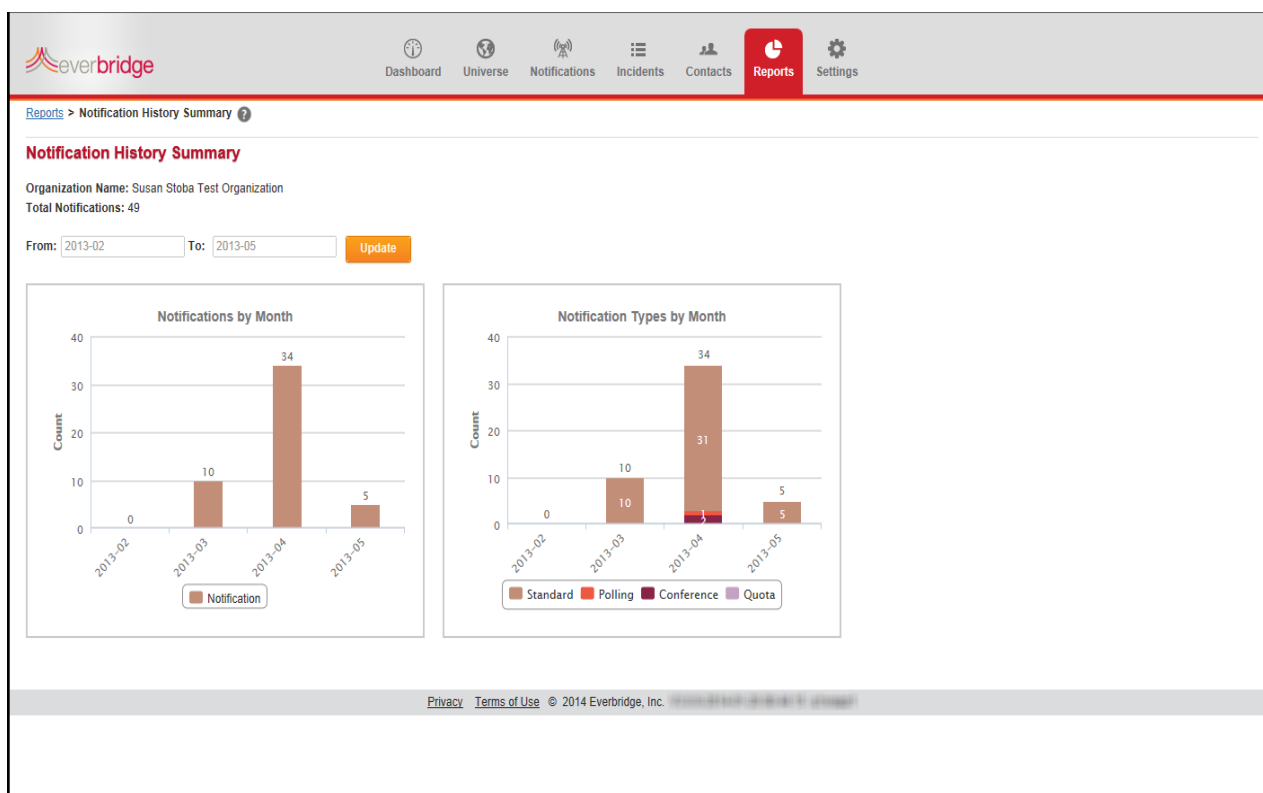 everbridge
Dashboard Universe Notifications Incidents Contacts Reports Settings
Reports > Notification History Summary ?
Notification History Summary
Organization Name: Susan Stoba Test Organization
Total Notifications: 49
From: 2013-02 To: 2013-05 Update
Notifications by Month
40
30
20
10
0
Count
0
10
34
5
2013-02
2013-03
2013-04
2013-05
Notification
Notification Types by Month
40
30
20
10
0
Count
0
10
10
34
31
1
2
5
5
2013-02
2013-03
2013-04
2013-05
Standard Polling Conference Quota
Privacy Terms of Use © 2014 Everbridge, Inc.